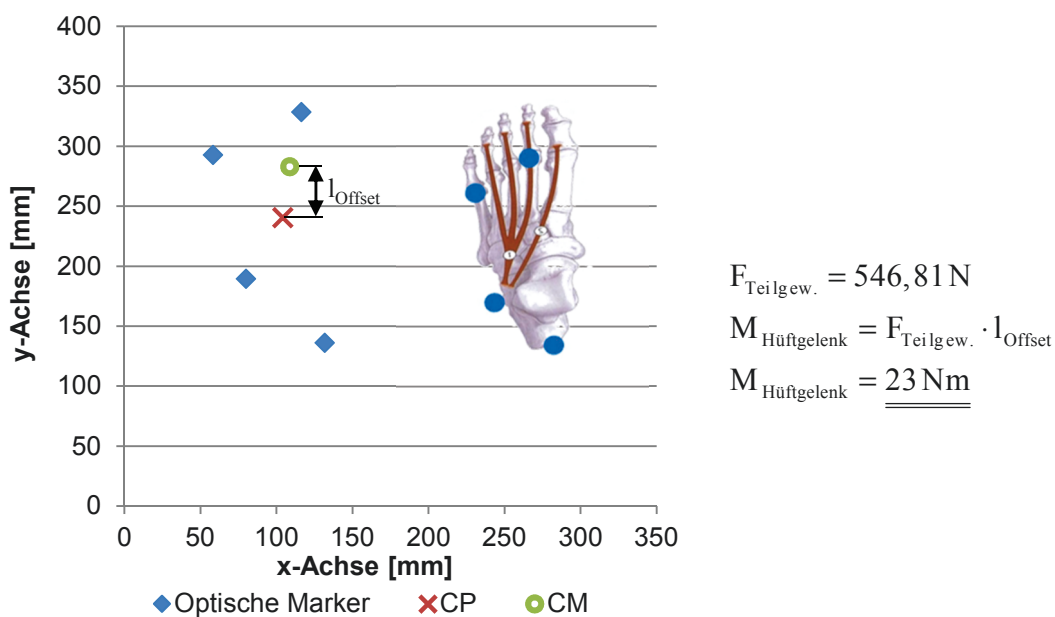 400
350
300
250
200
150
100
50
0
y-Achse [mm]
l_Offset
0 50 100 150 200 250 300 350
x-Achse [mm]
Optische Marker CP CM
F_Teilgew. = 546,81 N
M_Hüftgelenk = F_Teilgew. · l_Offset
M_Hüftgelenk = 23 Nm